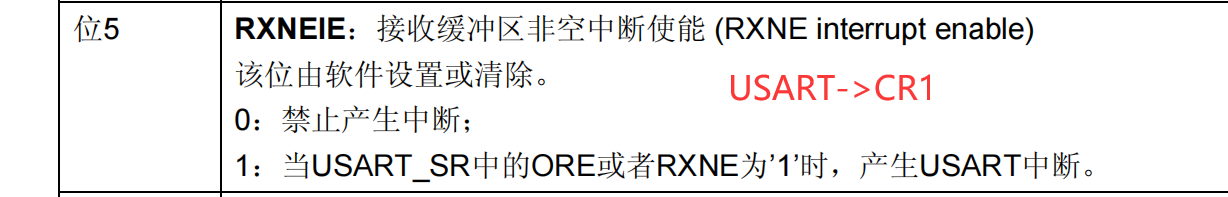 位5
RXNEIE：接收缓冲区非空中断使能 (RXNE interrupt enable)
该位由软件设置或清除。
USART->CR1
0：禁止产生中断；
1：当USART_SR中的ORE或者RXNE为’1’时，产生USART中断。